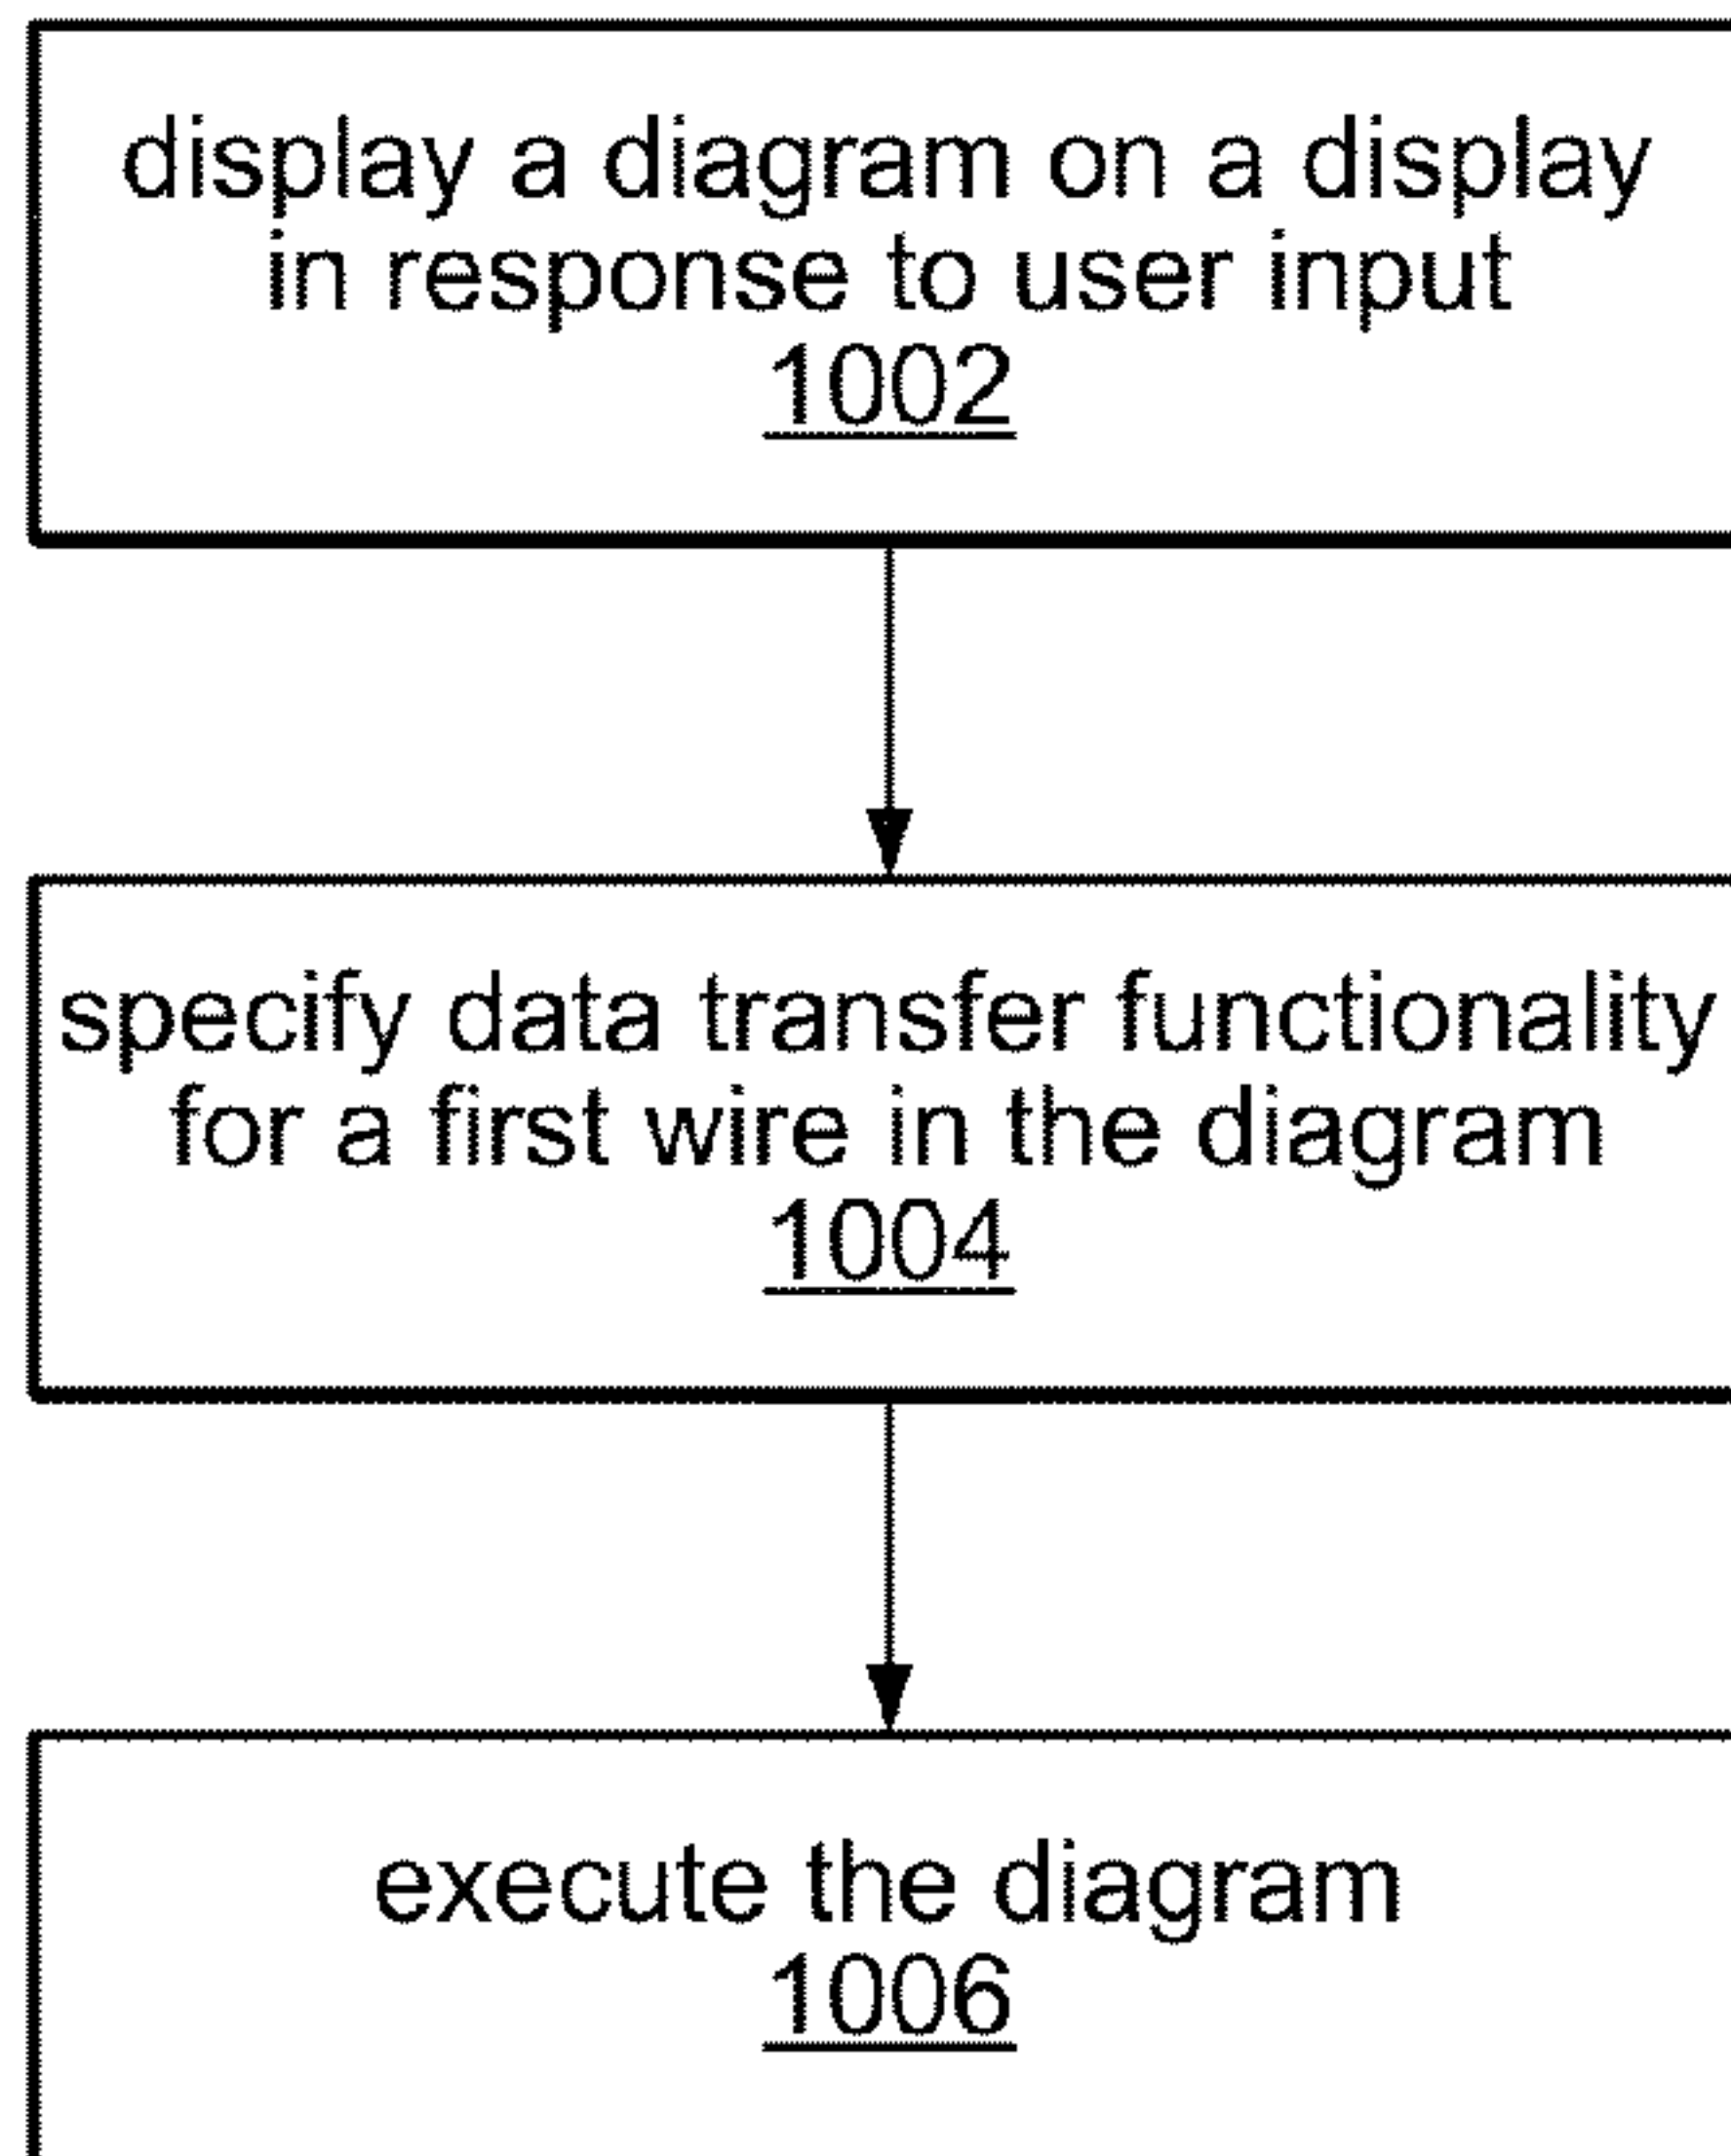 display a diagram on a display
in response to user input
1002
specify data transfer functionality
for a first wire in the diagram
1004
execute the diagram
1006